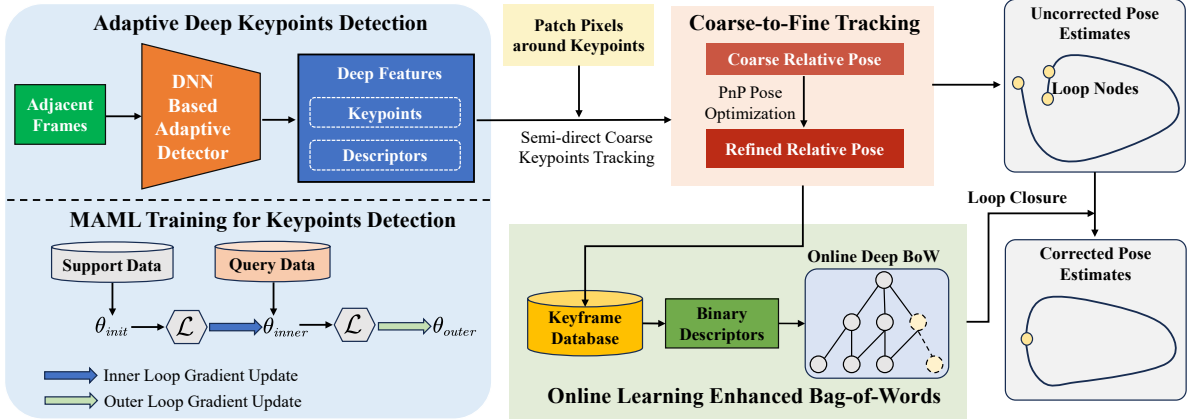 Adaptive Deep Keypoints Detection
Adjacent
Frames
DNN
Based
Adaptive
Detector
Deep Features
Keypoints
Descriptors
MAML Training for Keypoints Detection
Support Data
Query Data
θ_init
ℒ
θ_inner
ℒ
θ_outer
Inner Loop Gradient Update
Outer Loop Gradient Update
Patch Pixels
around Keypoints
Semi-direct Coarse
Keypoints Tracking
Coarse-to-Fine Tracking
Coarse Relative Pose
PnP Pose
Optimization
Refined Relative Pose
Online Deep BoW
Keyframe
Database
Binary
Descriptors
Online Learning Enhanced Bag-of-Words
Uncorrected Pose
Estimates
Loop Nodes
Loop Closure
Corrected Pose
Estimates